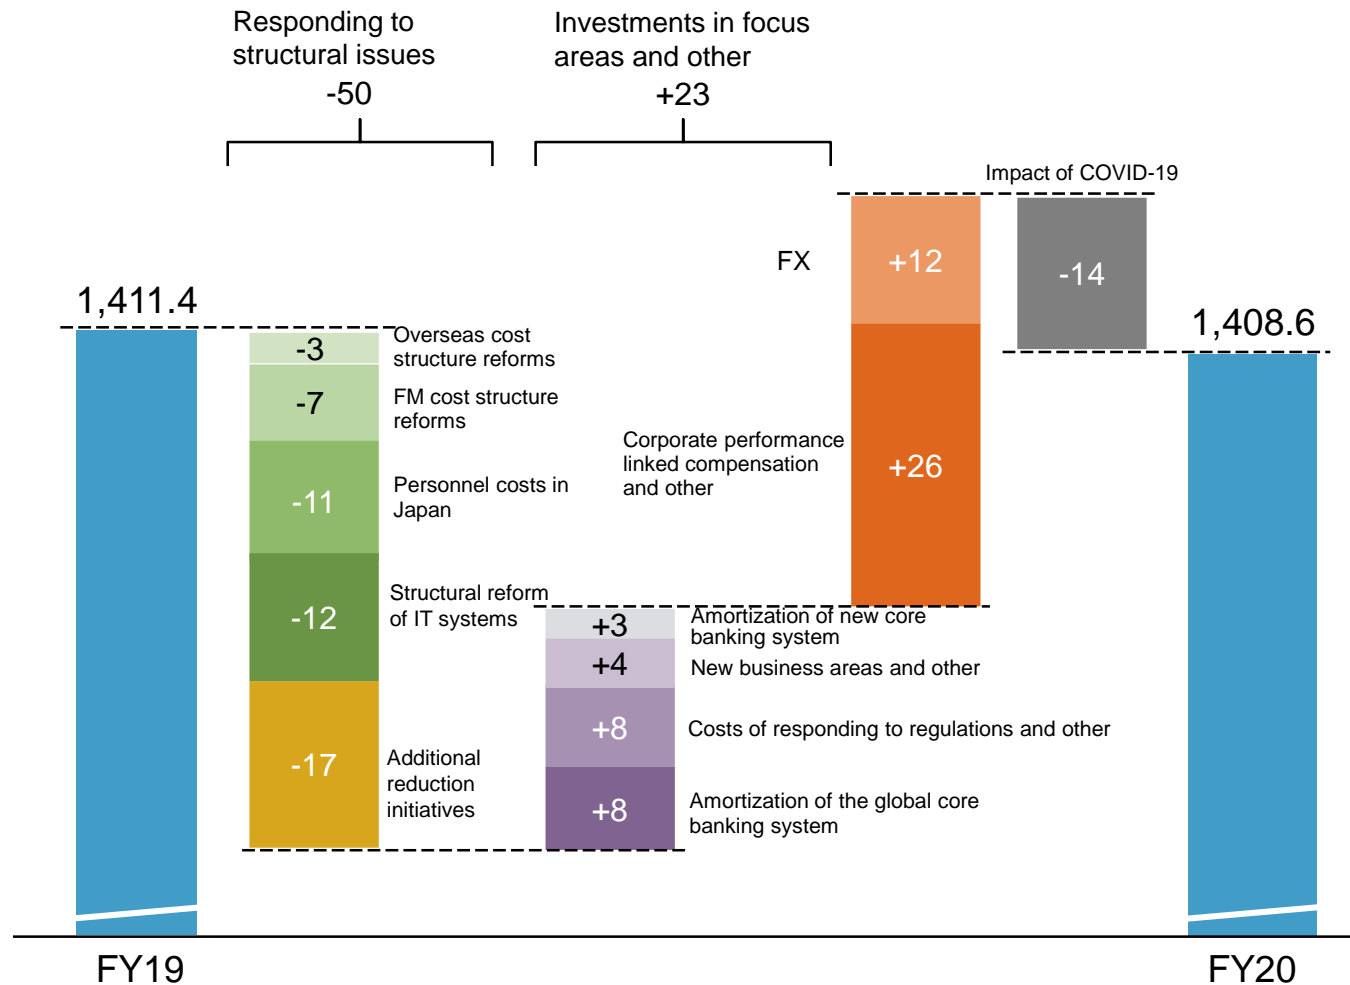 Responding to
structural issues
-50
Investments in focus
areas and other
+23
Impact of COVID-19
FX
+12
-14
1,411.4
1,408.6
-3
Overseas cost
structure reforms
-7
FM cost structure
reforms
Corporate performance
linked compensation
and other
+26
-11
Personnel costs in
Japan
-12
Structural reform
of IT systems
+3
Amortization of new core
banking system
+4
New business areas and other
+8
Costs of responding to regulations and other
-17
Additional
reduction
initiatives
+8
Amortization of the global core
banking system
FY19
FY20